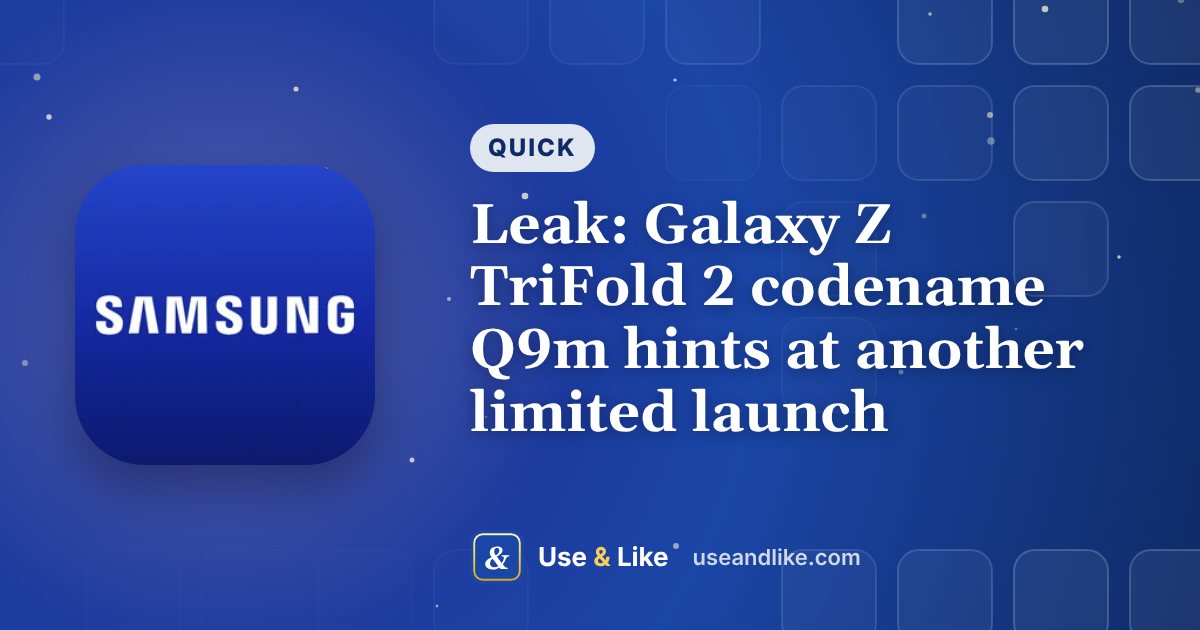 SAMSUNG
QUICK
Leak: Galaxy Z
TriFold 2 codename
Q9m hints at another
limited launch
& Use & Like useandlike.com